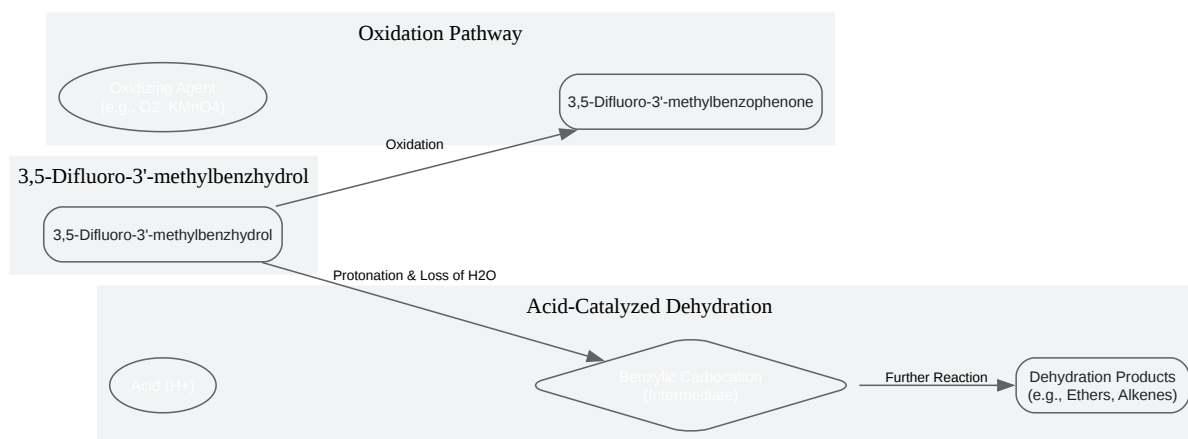 Oxidation Pathway
Oxidizing Agent
(e.g., O2, KMnO4)
3,5-Difluoro-3'-methylbenzophenone
Oxidation
3,5-Difluoro-3'-methylbenzhydrol
3,5-Difluoro-3'-methylbenzhydrol
Protonation & Loss of H2O
Acid-Catalyzed Dehydration
Acid (H+)
Benzylic Carbocation
(Intermediate)
Further Reaction
Dehydration Products
(e.g., Ethers, Alkenes)